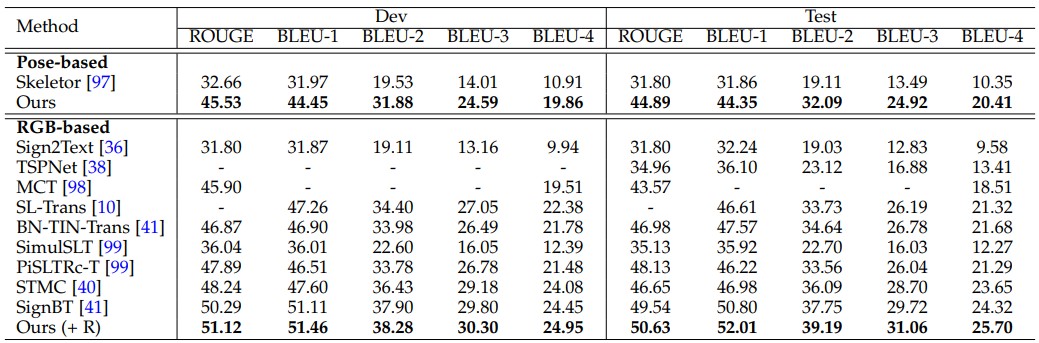 Method Dev Test
ROUGE BLEU-1 BLEU-2 BLEU-3 BLEU-4 ROUGE BLEU-1 BLEU-2 BLEU-3 BLEU-4
Pose-based
Skeletor [97] 32.66 31.97 19.53 14.01 10.91 31.80 31.86 19.11 13.49 10.35
Ours 45.53 44.45 31.88 24.59 19.86 44.89 44.35 32.09 24.92 20.41
RGB-based
Sign2Text [36] 31.80 31.87 19.11 13.16 9.94 31.80 32.24 19.03 12.83 9.58
TSPNet [38] - - - - - 34.96 36.10 23.12 16.88 13.41
MCT [98] 45.90 - - - 19.51 43.57 - - - 18.51
SL-Trans [10] - 47.26 34.40 27.05 22.38 - 46.61 33.73 26.19 21.32
BN-TIN-Trans [41] 46.87 46.90 33.98 26.49 21.78 46.98 47.57 34.64 26.78 21.68
SimulSLT [99] 36.04 36.01 22.60 16.05 12.39 35.13 35.92 22.70 16.03 12.27
PiSLTRc-T [99] 47.89 46.51 33.78 26.78 21.48 48.13 46.22 33.56 26.04 21.29
STMC [40] 48.24 47.60 36.43 29.18 24.08 46.65 46.98 36.09 28.70 23.65
SignBT [41] 50.29 51.11 37.90 29.80 24.45 49.54 50.80 37.75 29.72 24.32
Ours (+ R) 51.12 51.46 38.28 30.30 24.95 50.63 52.01 39.19 31.06 25.70